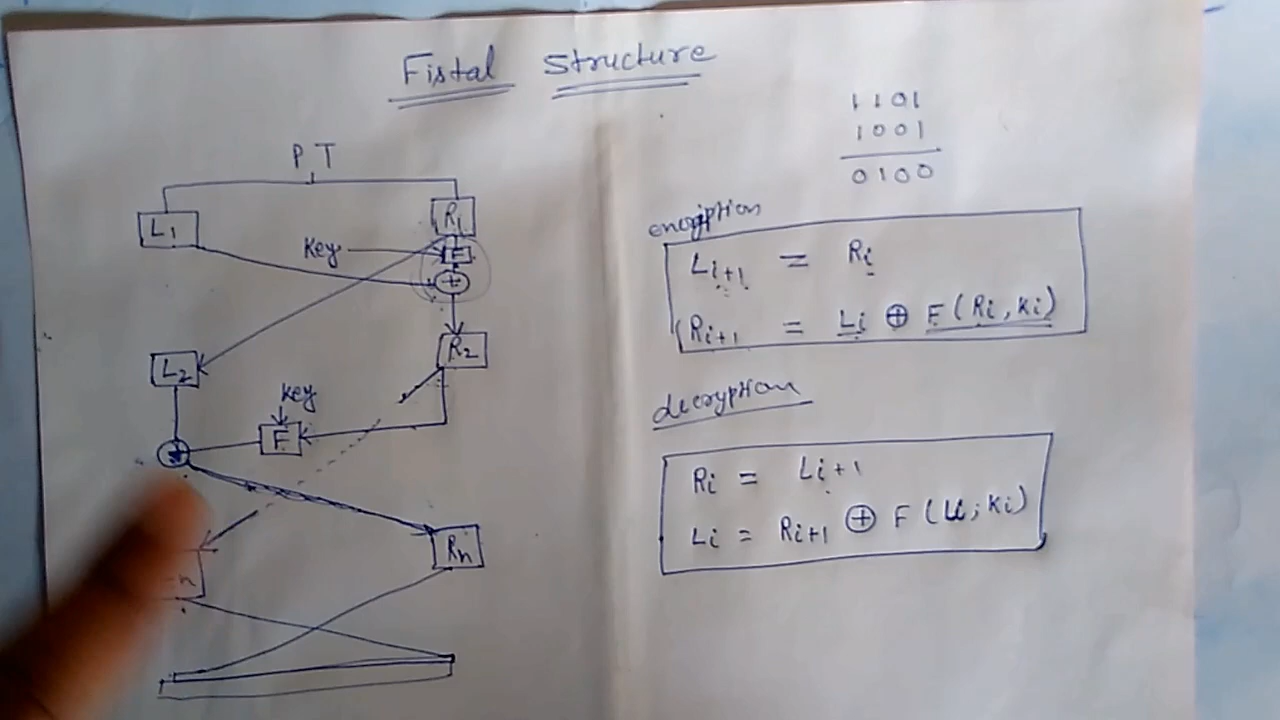 Fistal Structure
1101
1001
0100
PT
L1
R1
Key
F
encription
Li+1 = Ri
Ri+1 = Li ⊕ F(Ri, Ki)
L2
R2
Key
F
decryption
Ri = Li+1
Li = Ri+1 ⊕ F(Li, Ki)
Rn
n